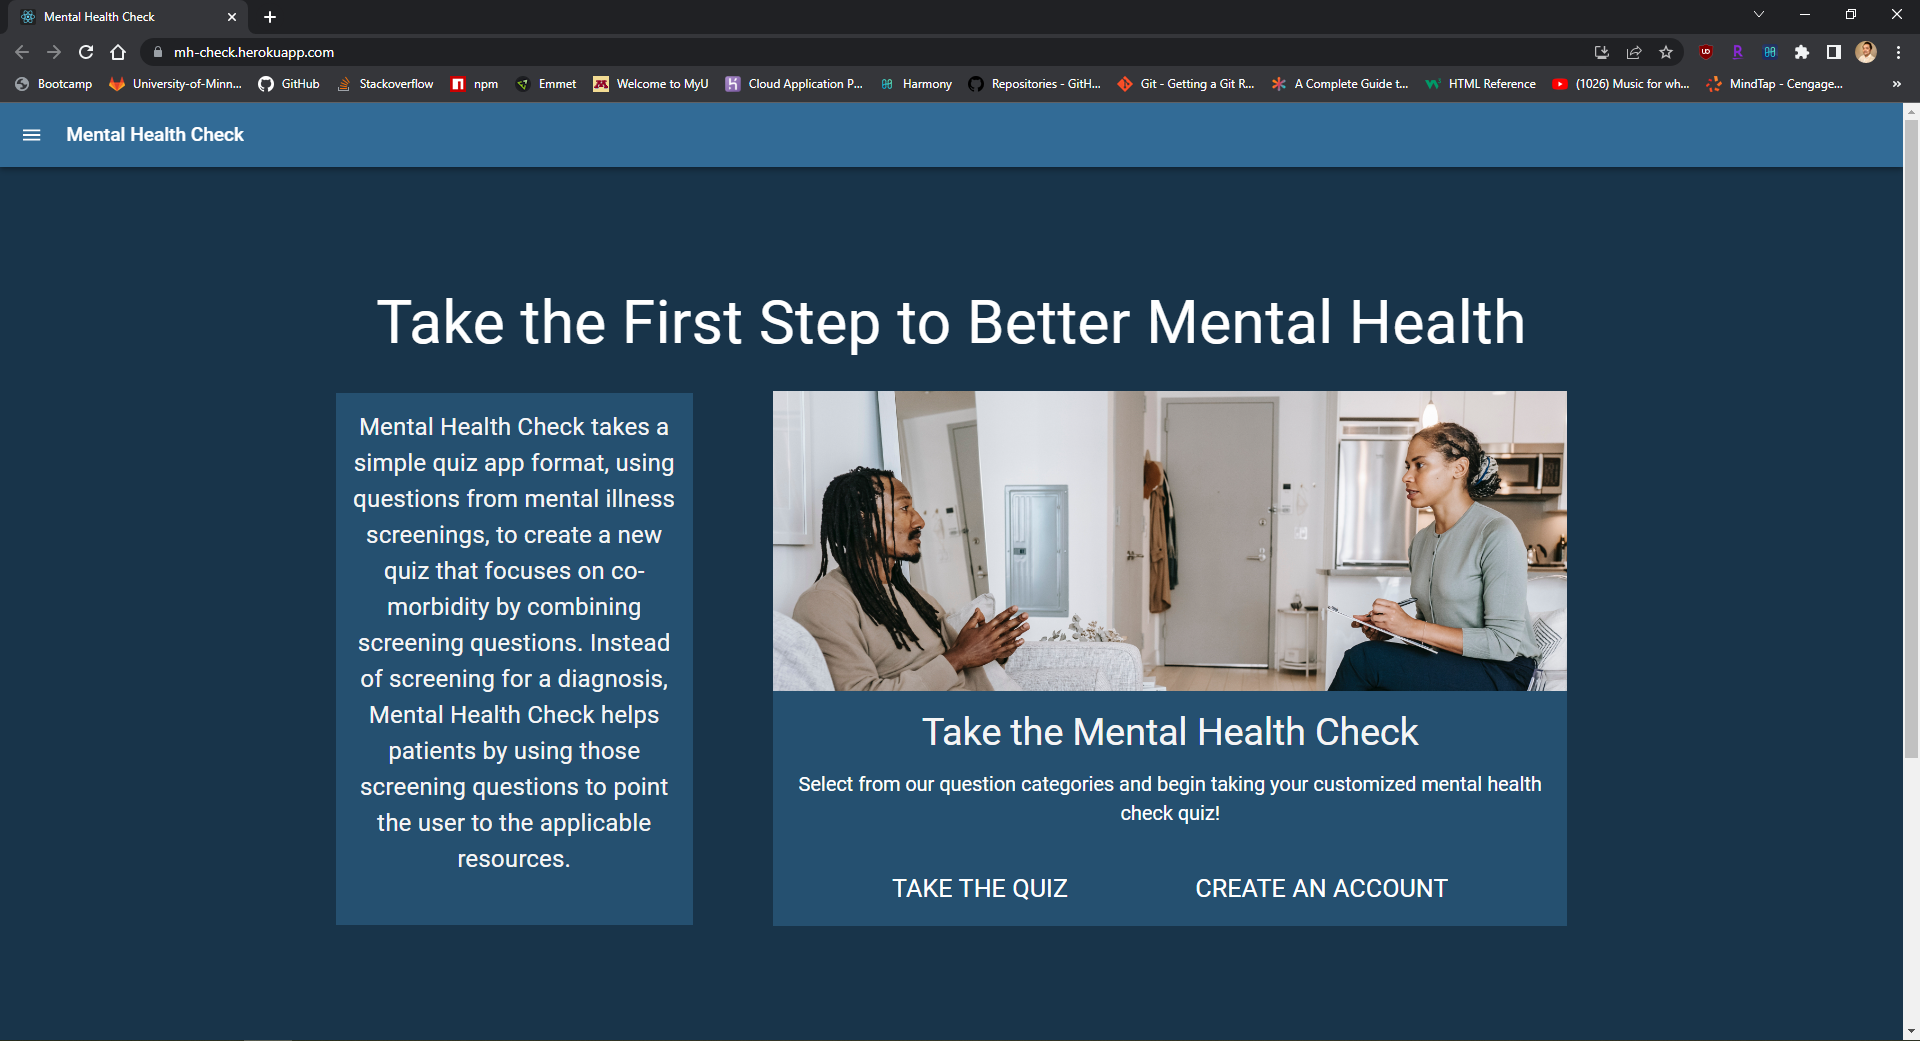 Mental Health Check
mh-check.herokuapp.com
Bootcamp University-of-Minn... GitHub Stackoverflow npm Emmet Welcome to MyU Cloud Application P... Harmony Repositories - GitH... Git - Getting a Git R... A Complete Guide t... HTML Reference (1026) Music for wh... MindTap - Cengage... »
Mental Health Check
Take the First Step to Better Mental Health
Mental Health Check takes a
simple quiz app format, using
questions from mental illness
screenings, to create a new
quiz that focuses on co-
morbidity by combining
screening questions. Instead
of screening for a diagnosis,
Mental Health Check helps
patients by using those
screening questions to point
the user to the applicable
resources.
Take the Mental Health Check
Select from our question categories and begin taking your customized mental health
check quiz!
TAKE THE QUIZ CREATE AN ACCOUNT